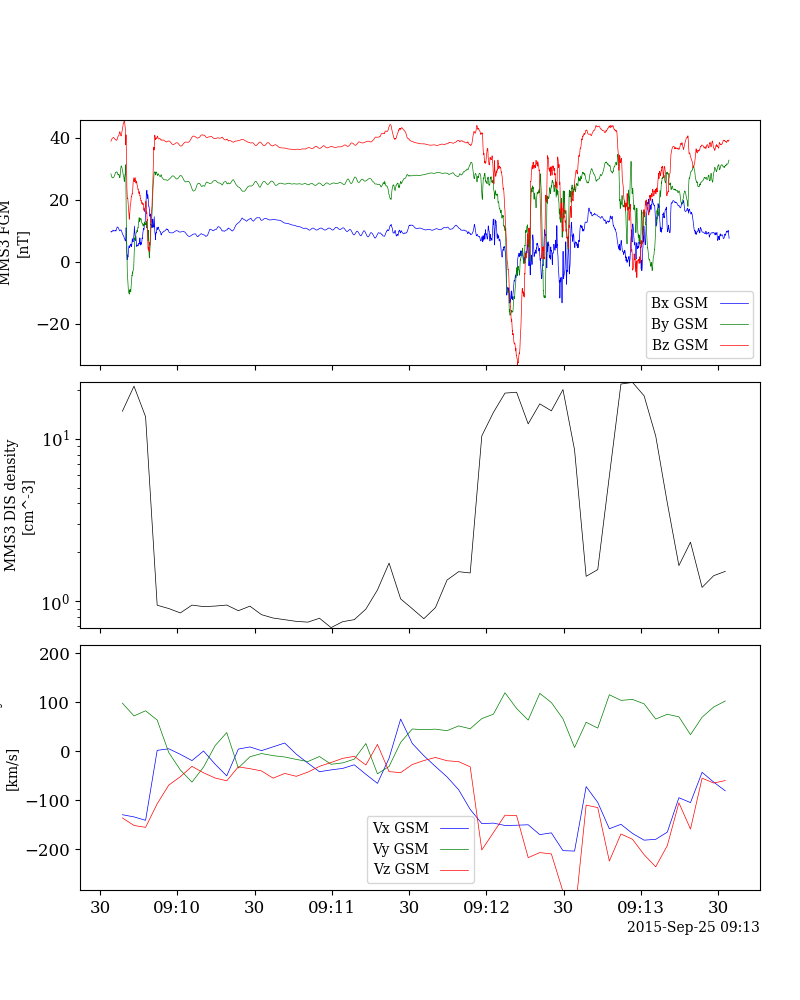 40
20
0
−20
MMS3 FGM
[nT]
Bx GSM
By GSM
Bz GSM
10^1
10^0
MMS3 DIS density
[cm^-3]
200
100
0
−100
−200
[km/s]
Vx GSM
Vy GSM
Vz GSM
30 09:10 30 09:11 30 09:12 30 09:13 30
2015-Sep-25 09:13